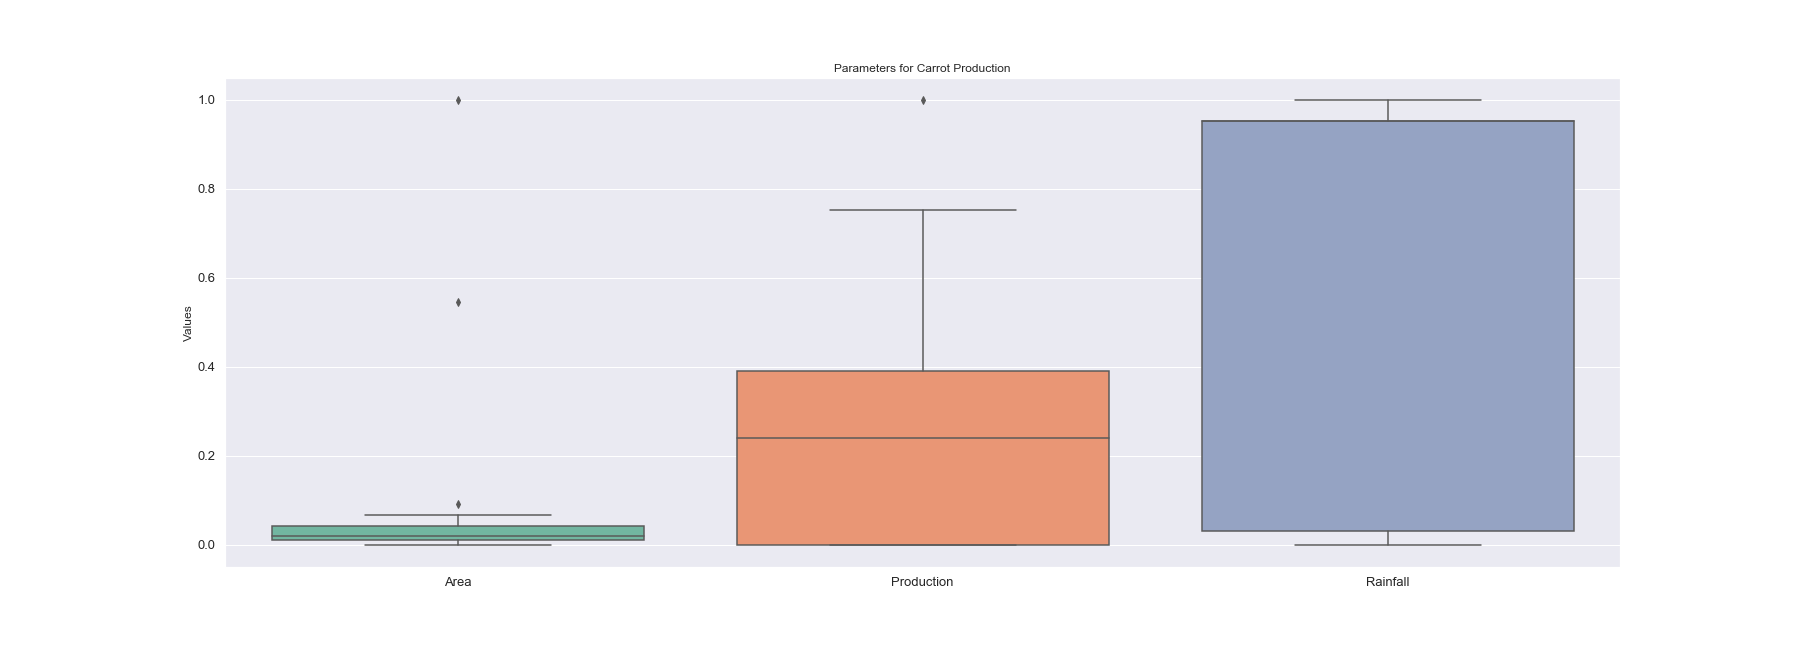 Parameters for Carrot Production
1.0
0.8
0.6
0.4
0.2
0.0
Values
Area
Production
Rainfall